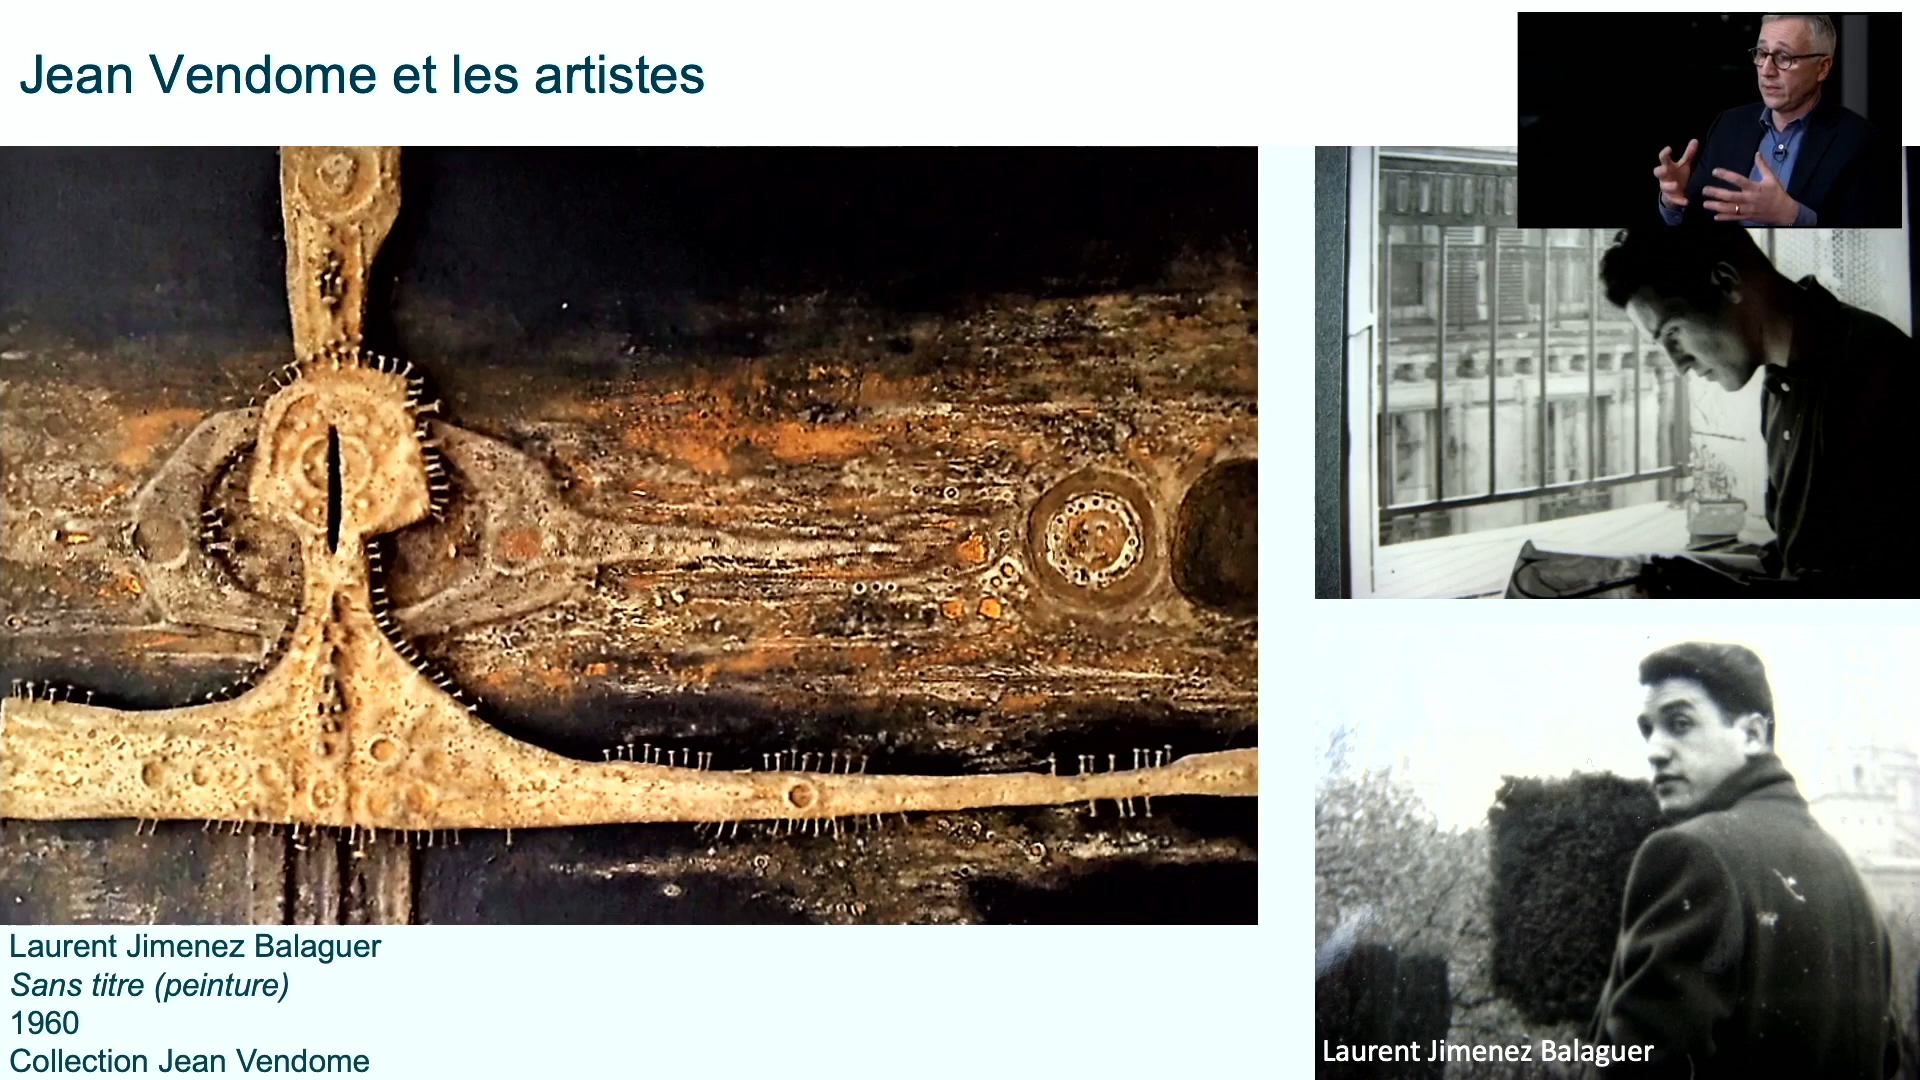 Jean Vendome et les artistes
Laurent Jimenez Balaguer
Sans titre (peinture)
1960
Collection Jean Vendome
Laurent Jimenez Balaguer